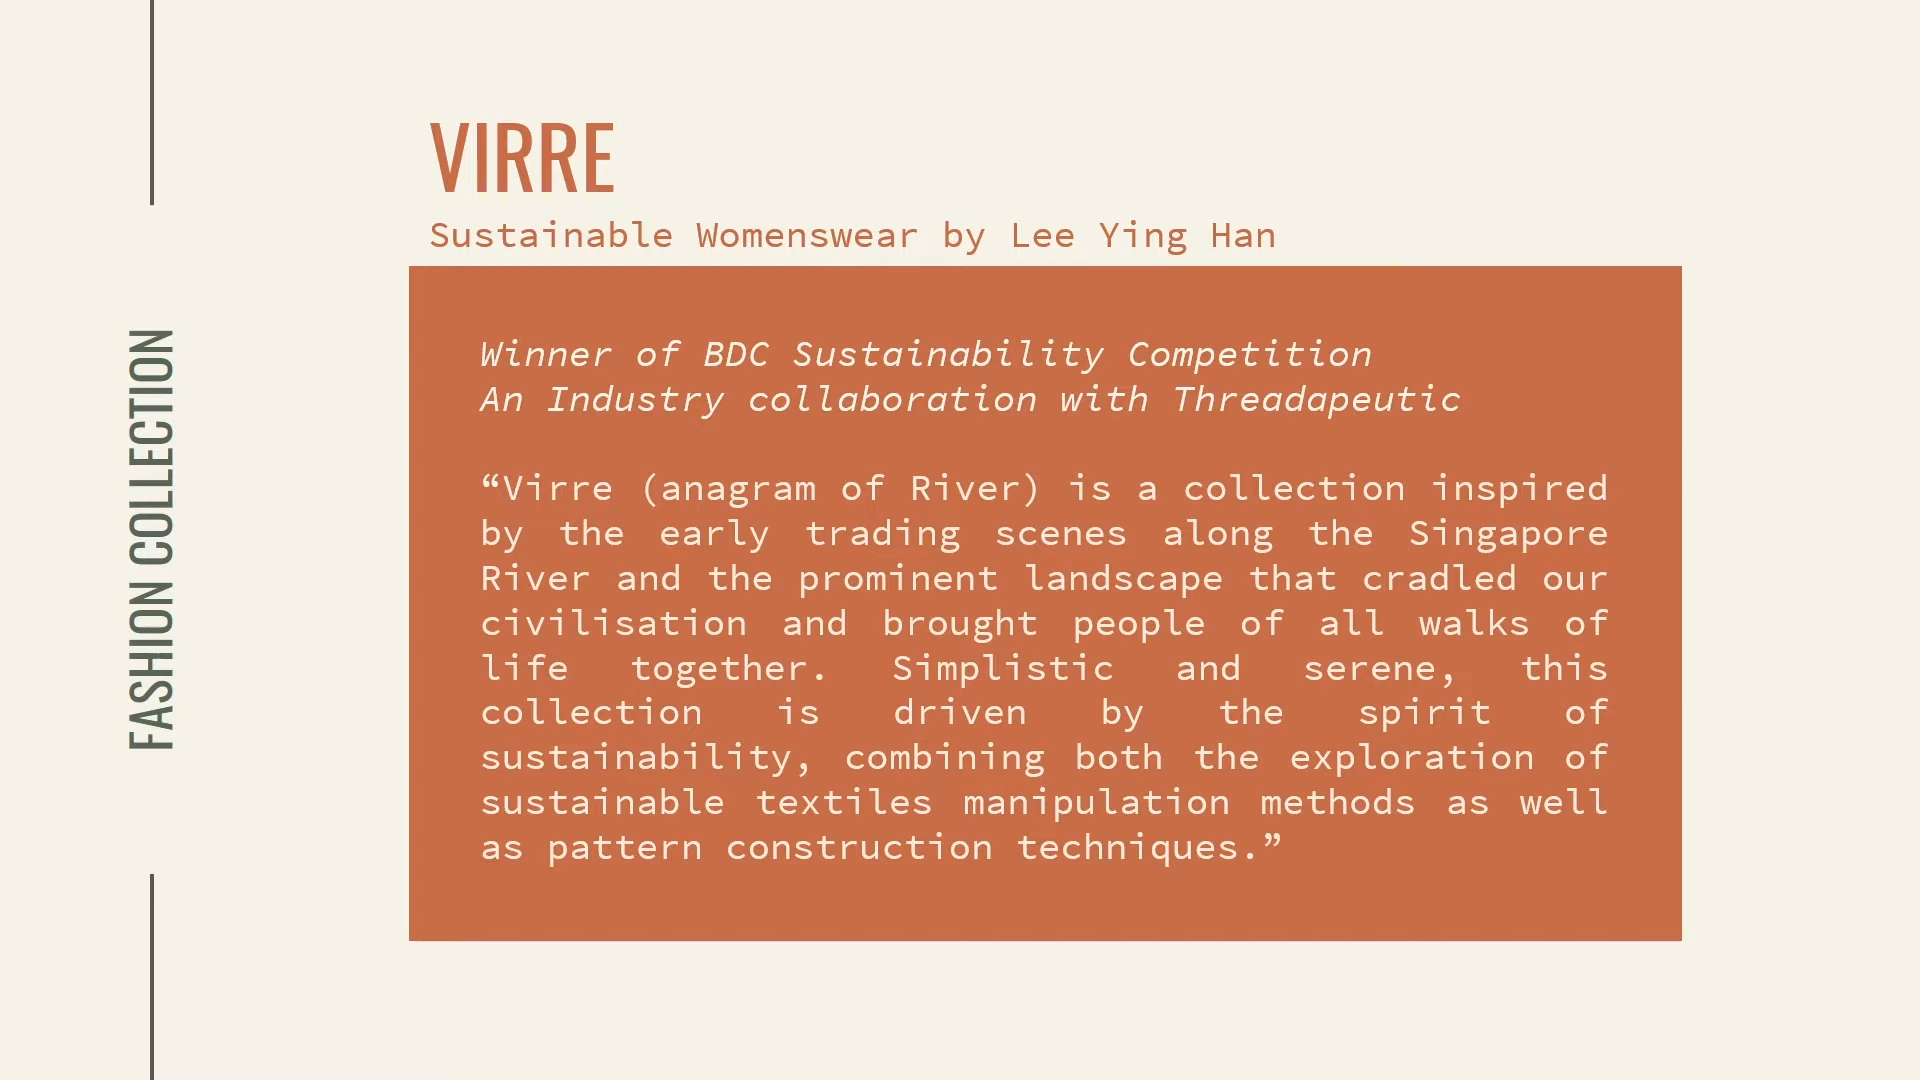 FASHION COLLECTION
VIRRE
Sustainable Womenswear by Lee Ying Han
Winner of BDC Sustainability Competition
An Industry collaboration with Threadapeutic
“Virre (anagram of River) is a collection inspired
by the early trading scenes along the Singapore
River and the prominent landscape that cradled our
civilisation and brought people of all walks of
life together. Simplistic and serene, this
collection is driven by the spirit of
sustainability, combining both the exploration of
sustainable textiles manipulation methods as well
as pattern construction techniques.”